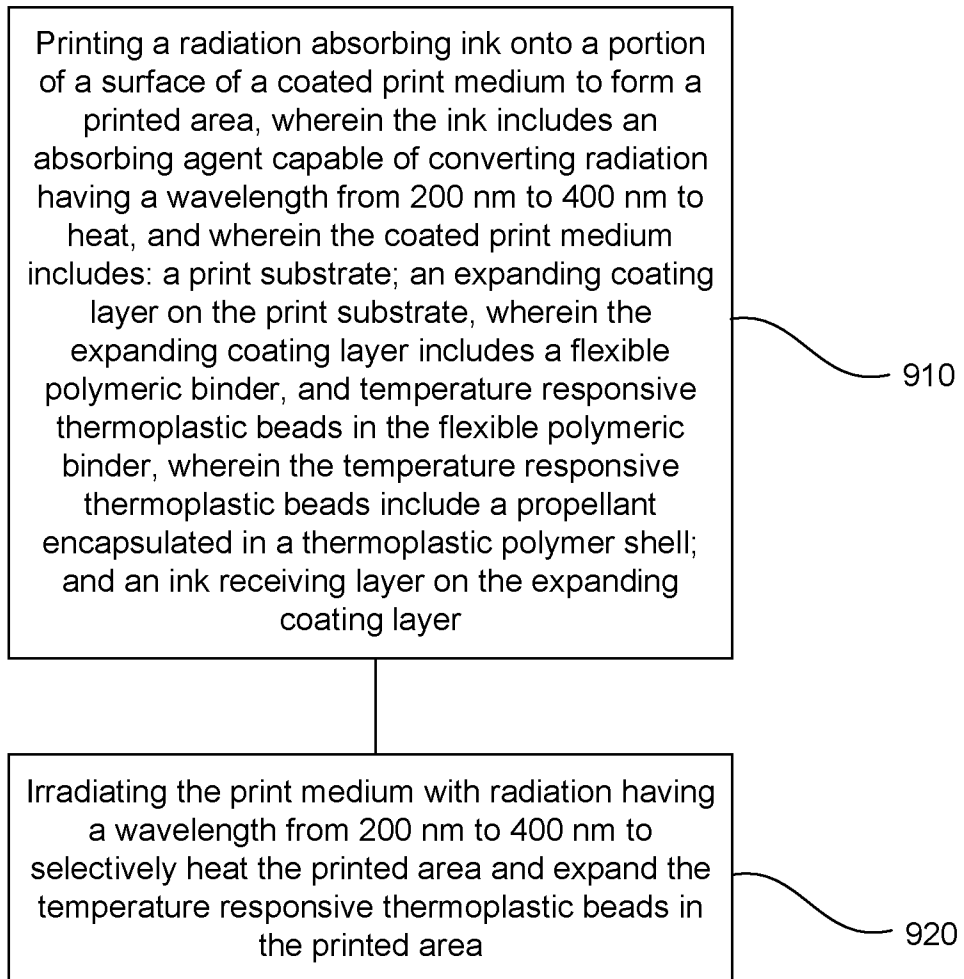 Printing a radiation absorbing ink onto a portion
of a surface of a coated print medium to form a
printed area, wherein the ink includes an
absorbing agent capable of converting radiation
having a wavelength from 200 nm to 400 nm to
heat, and wherein the coated print medium
includes: a print substrate; an expanding coating
layer on the print substrate, wherein the
expanding coating layer includes a flexible
polymeric binder, and temperature responsive
thermoplastic beads in the flexible polymeric
binder, wherein the temperature responsive
thermoplastic beads include a propellant
encapsulated in a thermoplastic polymer shell;
and an ink receiving layer on the expanding
coating layer
910
Irradiating the print medium with radiation having
a wavelength from 200 nm to 400 nm to
selectively heat the printed area and expand the
temperature responsive thermoplastic beads in
the printed area
920